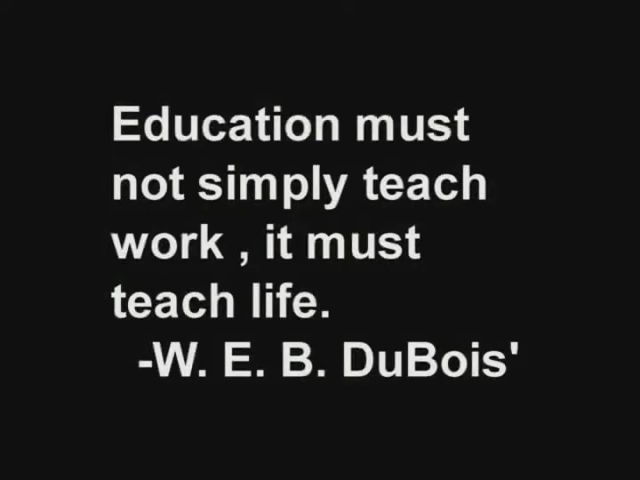 Education must
not simply teach
work , it must
teach life.
-W. E. B. DuBois'